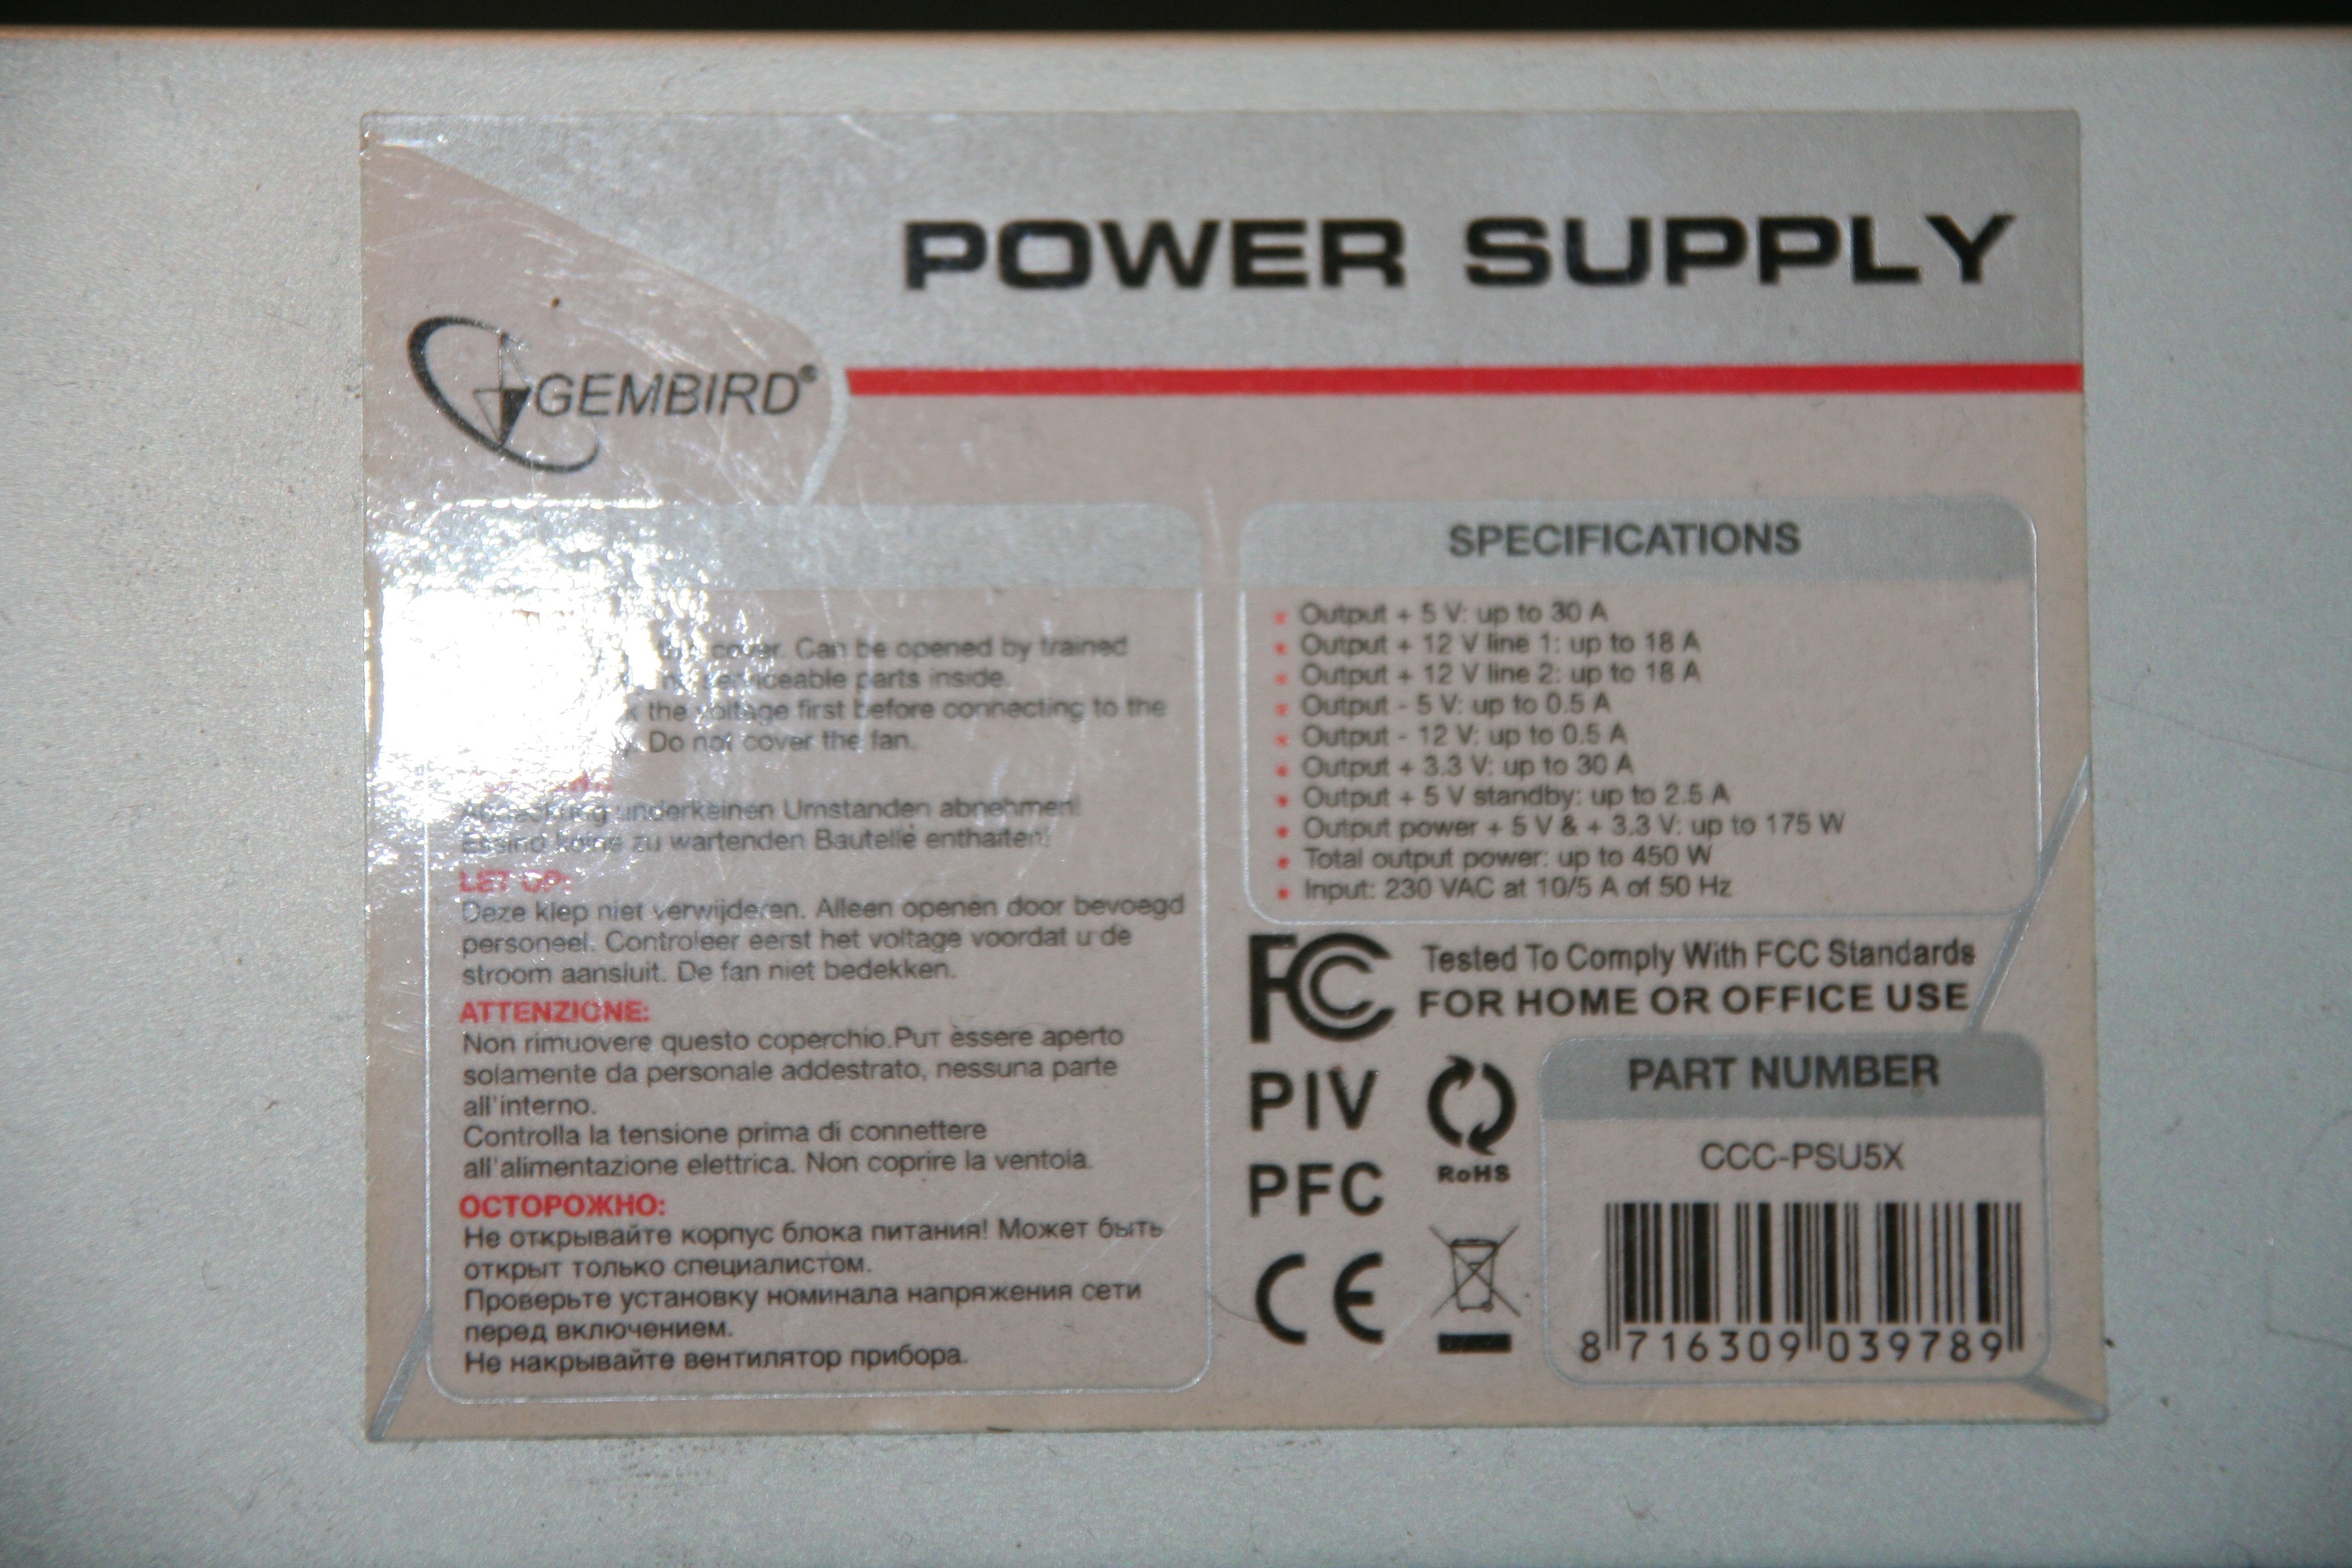 POWER SUPPLY
GEMBIRD®
cover. Can be opened by trained
serviceable parts inside.
the voltage first before connecting to the
Do not cover the fan.
underkeinen Umstanden abnehmen!
keine zu wartenden Bauteile enthalten!
LET OP:
Deze klep niet verwijderen. Alleen openen door bevoegd
personeel. Controleer eerst het voltage voordat u de
stroom aansluit. De fan niet bedekken.
ATTENZIONE:
Non rimuovere questo coperchio.Puт essere aperto
solamente da personale addestrato, nessuna parte
all'interno.
Controlla la tensione prima di connettere
all'alimentazione elettrica. Non coprire la ventola.
ОСТОРОЖНО:
Не открывайте корпус блока питания! Может быть
открыт только специалистом.
Проверьте установку номинала напряжения сети
перед включением.
Не накрывайте вентилятор прибора.
SPECIFICATIONS
Output + 5 V: up to 30 A
Output + 12 V line 1: up to 18 A
Output + 12 V line 2: up to 18 A
Output - 5 V: up to 0.5 A
Output - 12 V: up to 0.5 A
Output + 3.3 V: up to 30 A
Output + 5 V standby: up to 2.5 A
Output power + 5 V & + 3.3 V: up to 175 W
Total output power: up to 450 W
Input: 230 VAC at 10/5 A of 50 Hz
FC Tested To Comply With FCC Standards
FOR HOME OR OFFICE USE
PIV
PFC
CE
RoHS
PART NUMBER
CCC-PSU5X
8 716309 039789